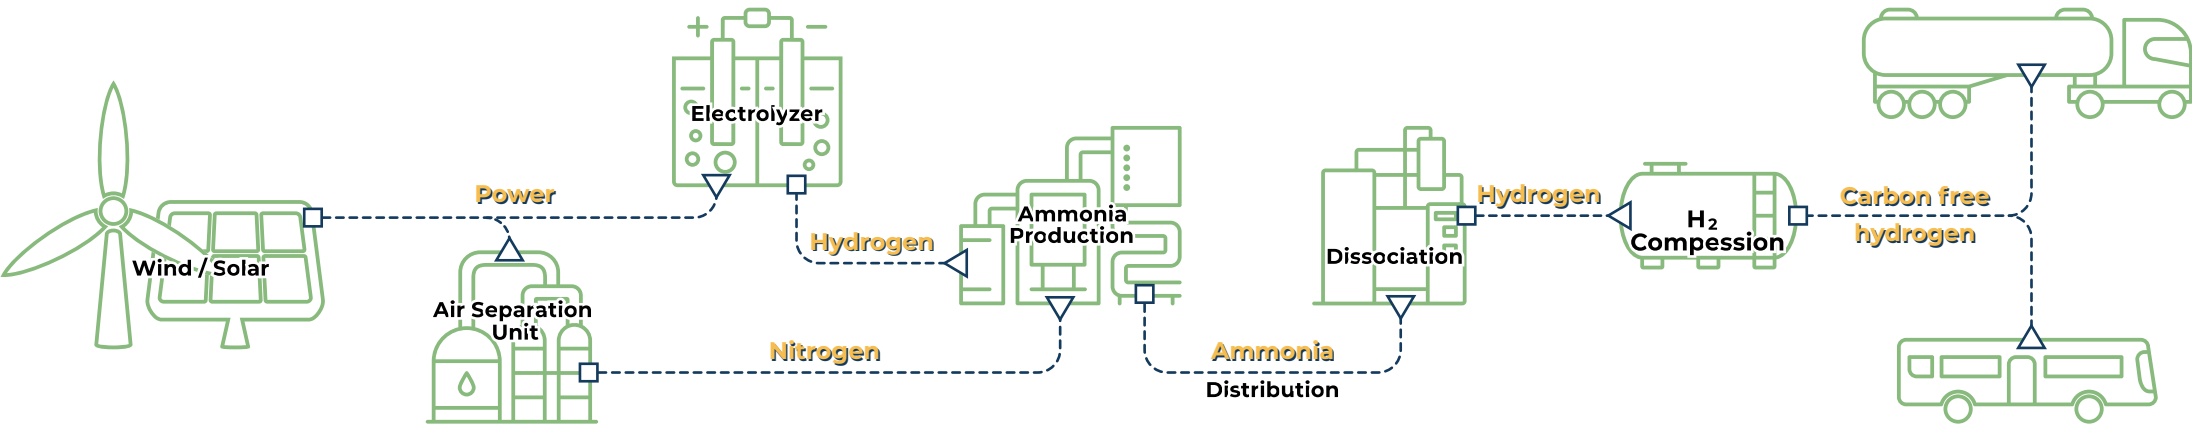 Wind / Solar
Power
Air Separation
Unit
+ −
Electrolyzer
Hydrogen
Nitrogen
Ammonia
Production
Ammonia
Distribution
Dissociation
Hydrogen
H₂
Compession
Carbon free
hydrogen